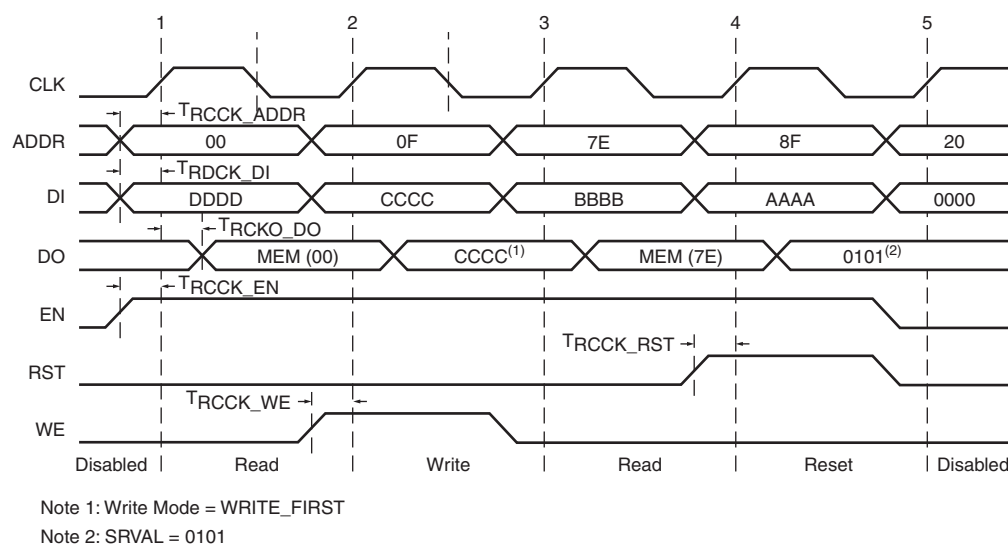 1 2 3 4 5
CLK
TRCCK_ADDR
ADDR 00 0F 7E 8F 20
TRDCK_DI
DI DDDD CCCC BBBB AAAA 0000
TRCKO_DO
DO MEM (00) CCCC(1) MEM (7E) 0101(2)
TRCCK_EN
EN
TRCCK_RST
RST
TRCCK_WE
WE
Disabled Read Write Read Reset Disabled
Note 1: Write Mode = WRITE_FIRST
Note 2: SRVAL = 0101